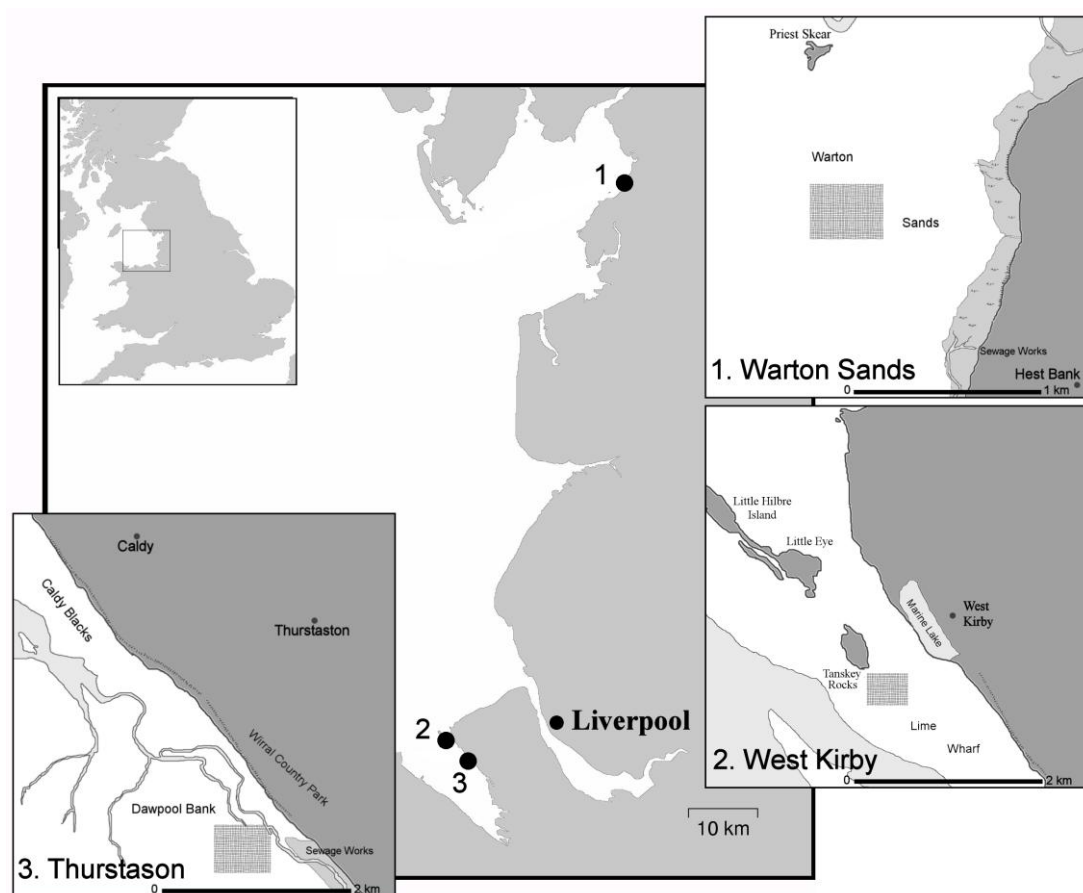 Priest Skear
Warton
Sands
Sewage Works
Hest Bank
1. Warton Sands
0
1 km
1
Little Hilbre
Island
Little Eye
Marine Lake
West
Kirby
Tanskey
Rocks
Lime
Wharf
2. West Kirby
0
2 km
Caldy
Caldy Blacks
Thurstaston
Wirral Country Park
Dawpool Bank
Sewage Works
3. Thurstason
0
2 km
2
3
Liverpool
10 km